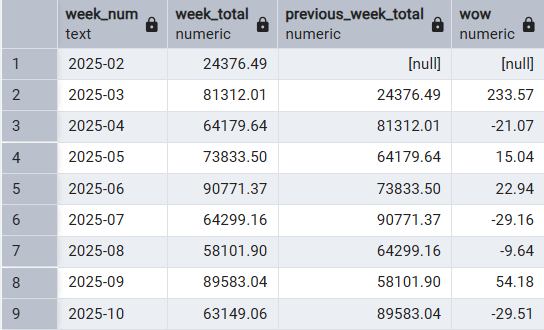 week_num week_total previous_week_total wow
text numeric numeric numeric
1 2025-02 24376.49 [null] [null]
2 2025-03 81312.01 24376.49 233.57
3 2025-04 64179.64 81312.01 -21.07
4 2025-05 73833.50 64179.64 15.04
5 2025-06 90771.37 73833.50 22.94
6 2025-07 64299.16 90771.37 -29.16
7 2025-08 58101.90 64299.16 -9.64
8 2025-09 89583.04 58101.90 54.18
9 2025-10 63149.06 89583.04 -29.51